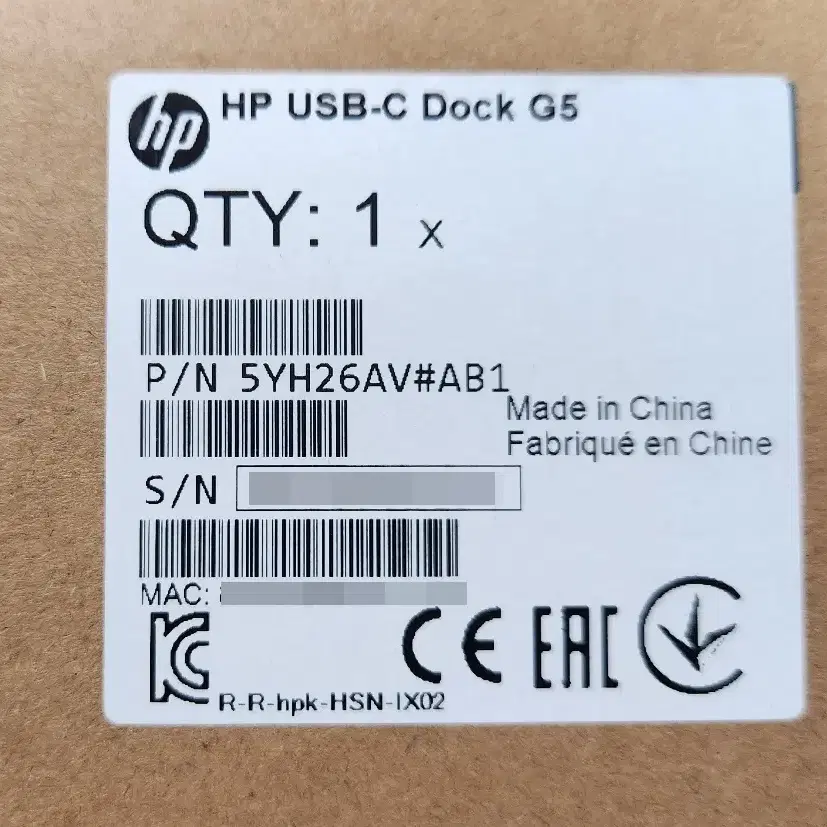 hp
HP USB-C Dock G5
QTY: 1 x
P/N 5YH26AV#AB1
Made in China
Fabriqué en Chine
S/N
MAC:
R-R-hpk-HSN-IX02
CE
EAC